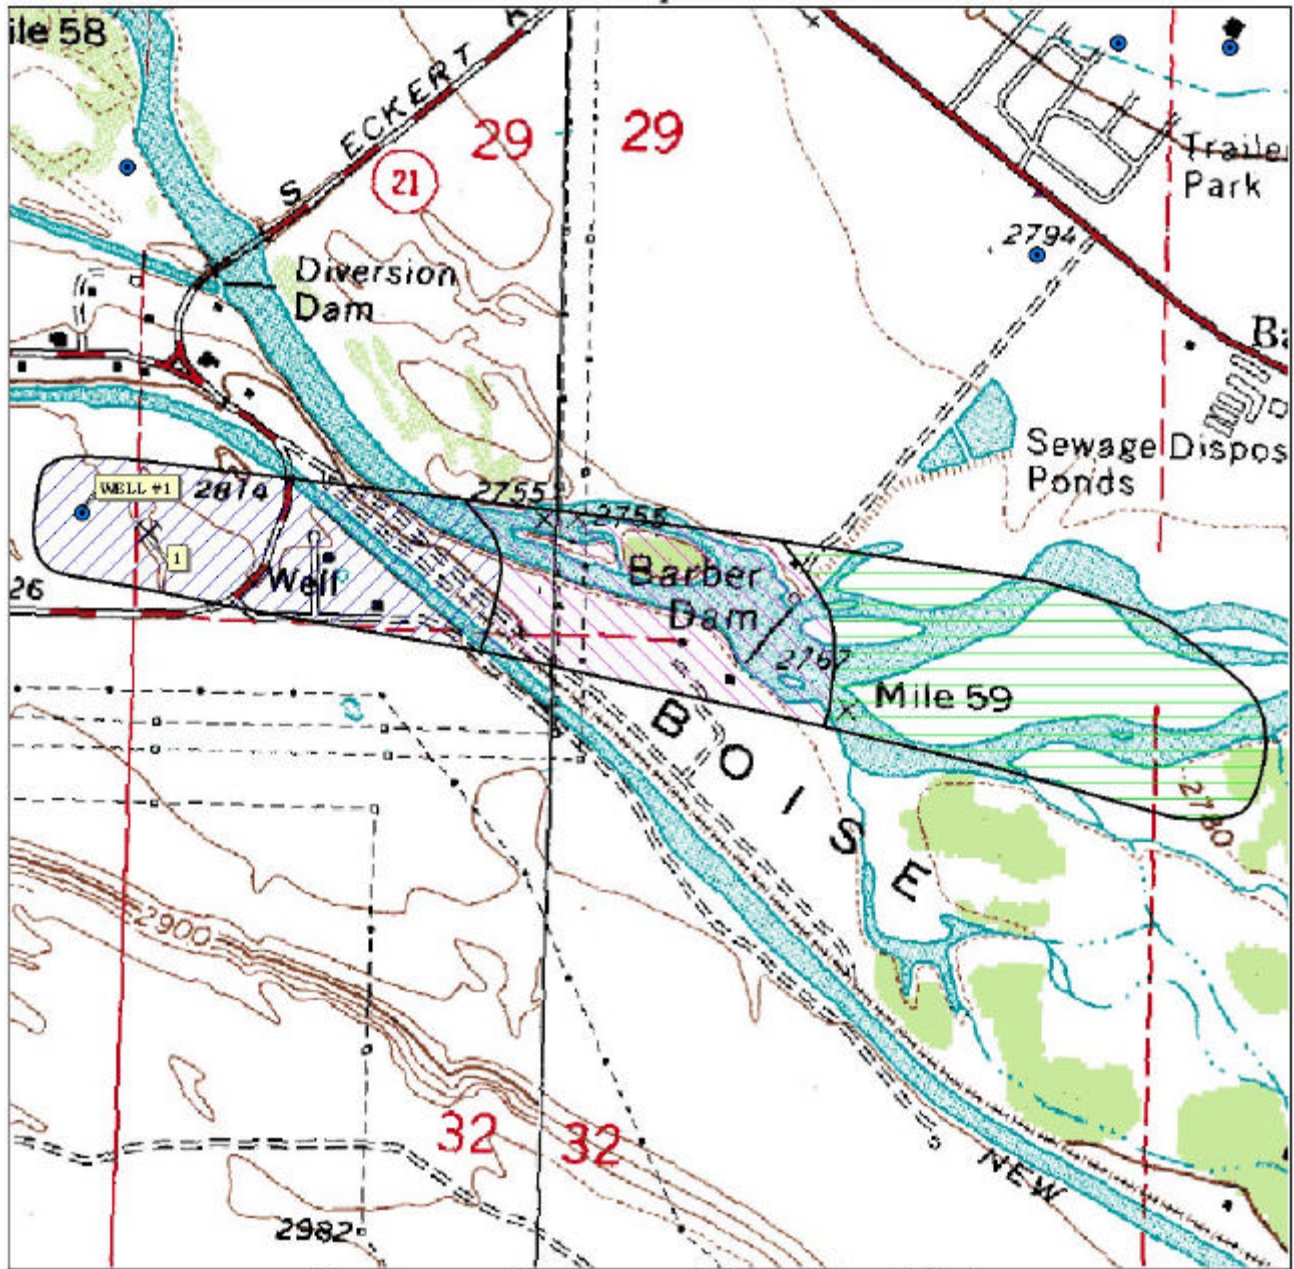 ile 58
S ECKERT
29
29
21
Traile
Park
2794
Diversion
Dam
Ba
Sewage Dispos
Ponds
WELL #1
2814
2755
2755
1
Well
Barber
Dam
26
2767
Mile 59
BOISE
2780
2900
32
32
NEW
2982